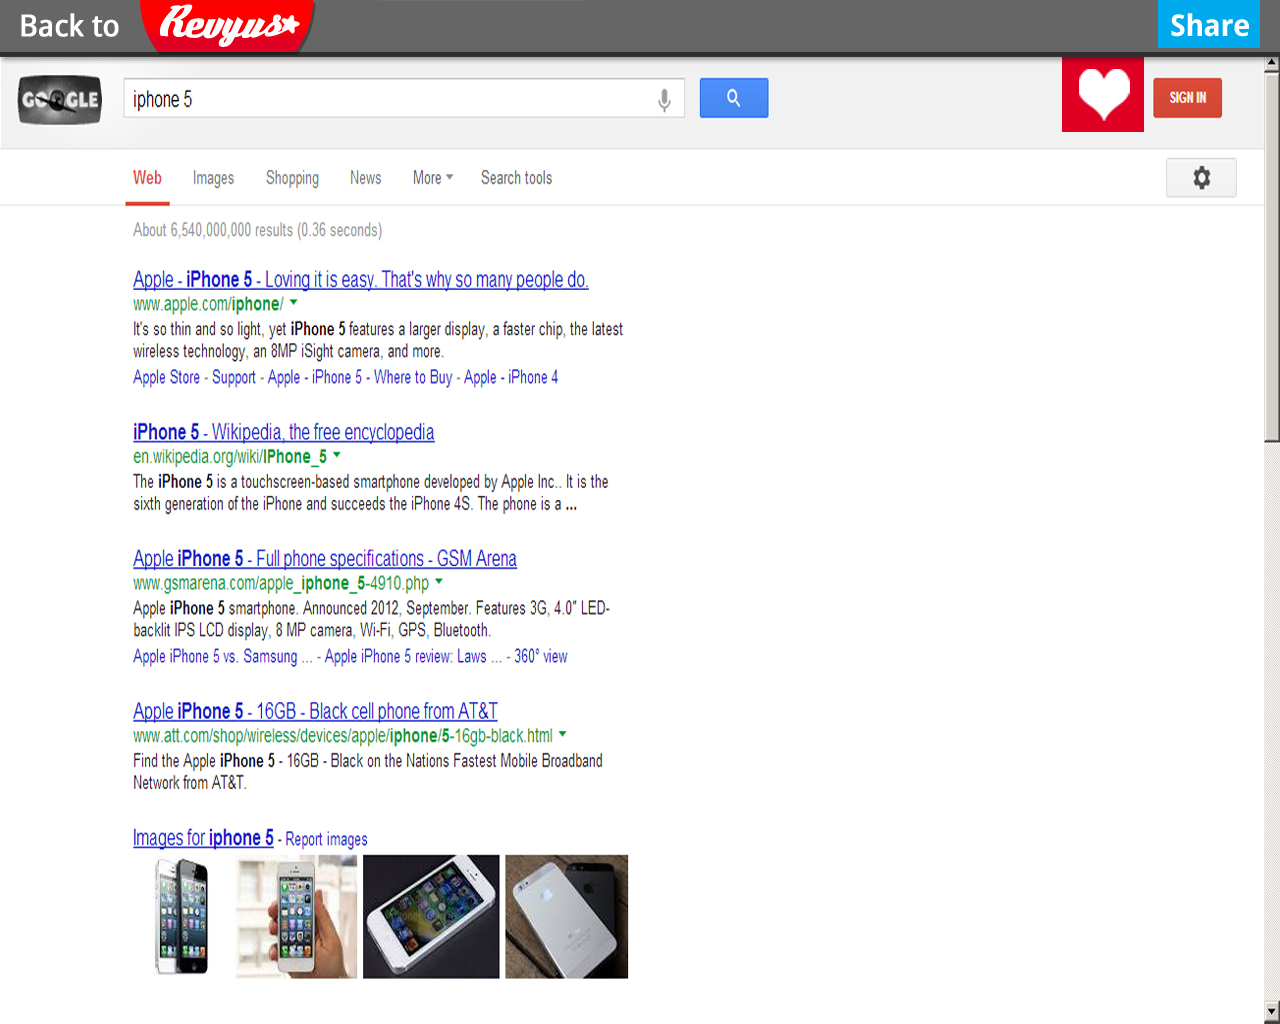 Back to Revyus Share
GOOGLE iphone 5 SIGN IN
Web Images Shopping News More Search tools
About 6,540,000,000 results (0.36 seconds)
Apple - iPhone 5 - Loving it is easy. That's why so many people do.
www.apple.com/iphone/
It's so thin and so light, yet iPhone 5 features a larger display, a faster chip, the latest
wireless technology, an 8MP iSight camera, and more.
Apple Store - Support - Apple - iPhone 5 - Where to Buy - Apple - iPhone 4
iPhone 5 - Wikipedia, the free encyclopedia
en.wikipedia.org/wiki/IPhone_5
The iPhone 5 is a touchscreen-based smartphone developed by Apple Inc.. It is the
sixth generation of the iPhone and succeeds the iPhone 4S. The phone is a ...
Apple iPhone 5 - Full phone specifications - GSM Arena
www.gsmarena.com/apple_iphone_5-4910.php
Apple iPhone 5 smartphone. Announced 2012, September. Features 3G, 4.0″ LED-
backlit IPS LCD display, 8 MP camera, Wi-Fi, GPS, Bluetooth.
Apple iPhone 5 vs. Samsung ... - Apple iPhone 5 review: Laws ... - 360° view
Apple iPhone 5 - 16GB - Black cell phone from AT&T
www.att.com/shop/wireless/devices/apple/iphone/5-16gb-black.html
Find the Apple iPhone 5 - 16GB - Black on the Nations Fastest Mobile Broadband
Network from AT&T.
Images for iphone 5 - Report images